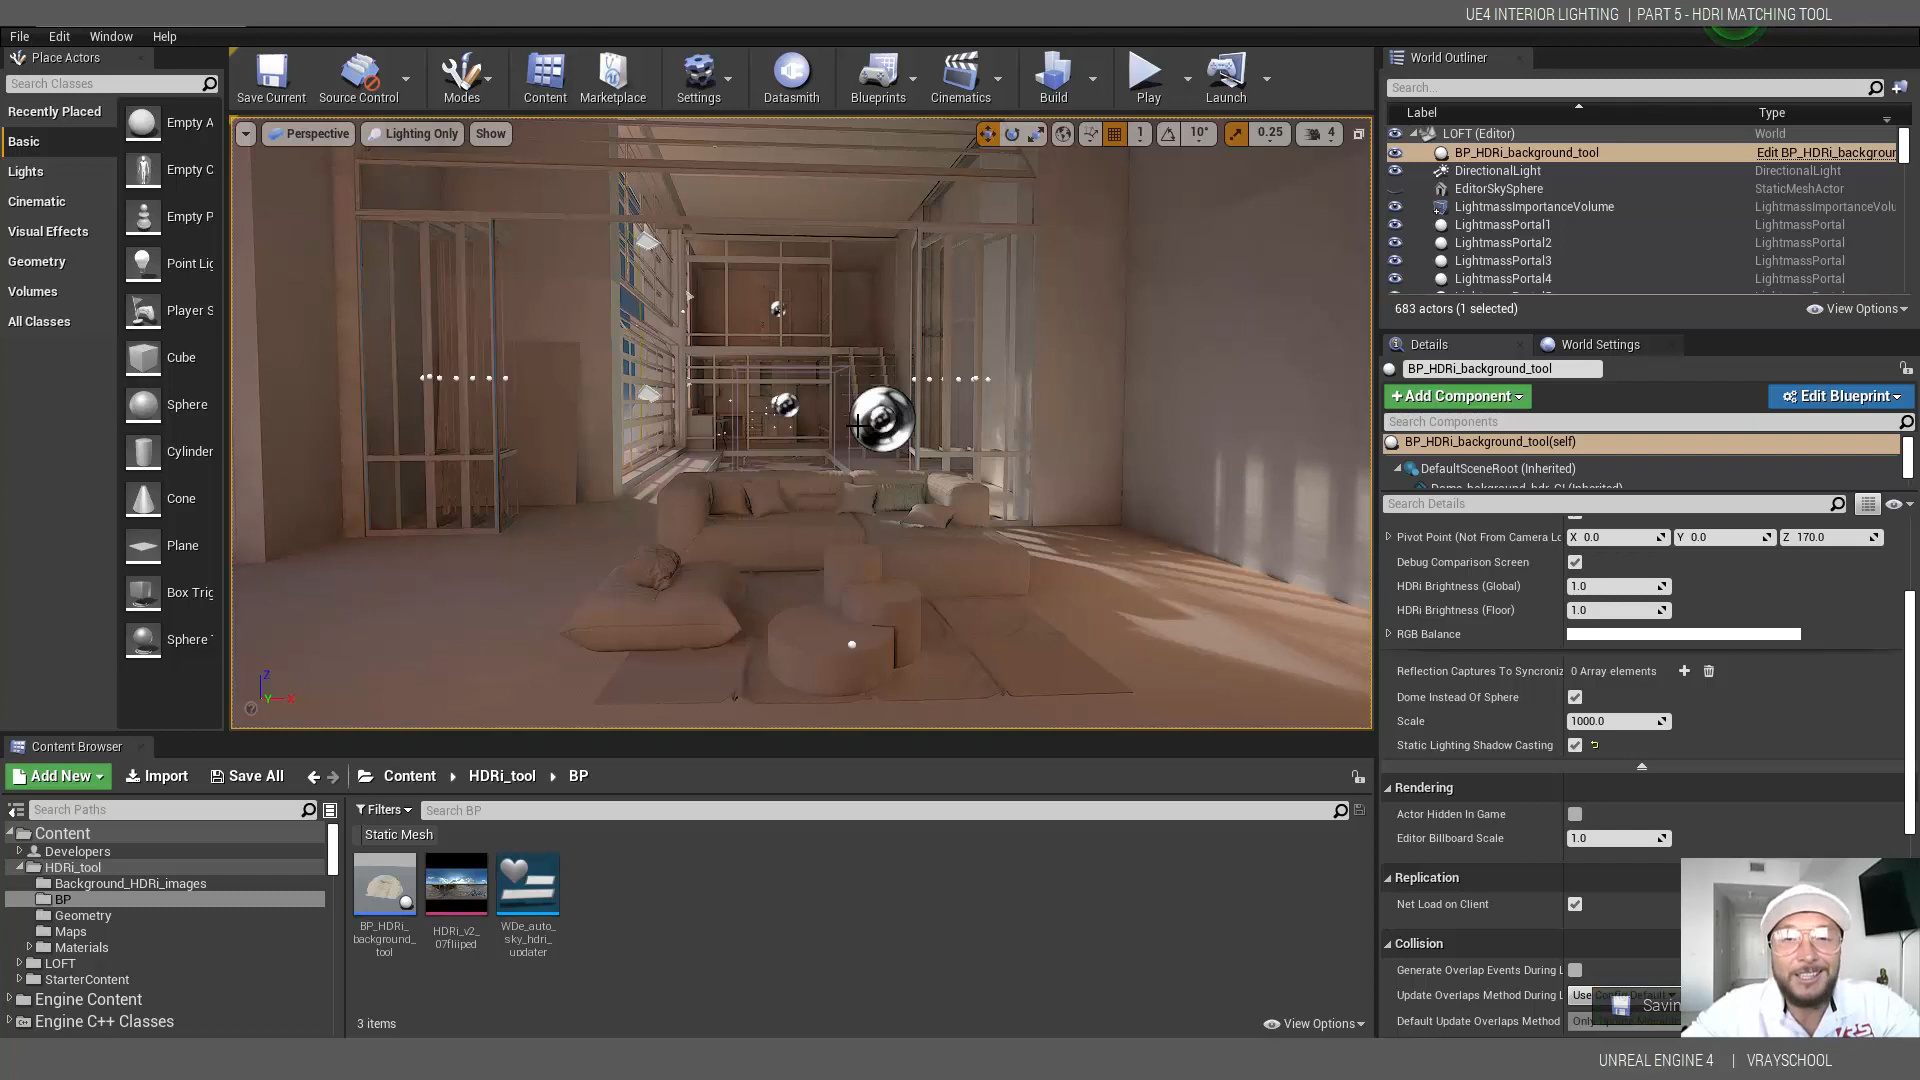 UE4 INTERIOR LIGHTING | PART 5 - HDRI MATCHING TOOL
File Edit Window Help
Place Actors
Search Classes
Recently Placed
Basic
Lights
Cinematic
Visual Effects
Geometry
Volumes
All Classes
Empty A
Empty C
Empty P
Point Lig
Player S
Cube
Sphere
Cylinder
Cone
Plane
Box Trig
Sphere T
Save Current
Source Control
Modes
Content
Marketplace
Settings
Datasmith
Blueprints
Cinematics
Build
Play
Launch
Perspective
Lighting Only
Show
1
10°
0.25
4
Z
Y
X
World Outliner
Search...
Label Type
LOFT (Editor) World
BP_HDRi_background_tool Edit BP_HDRi_backgroun
DirectionalLight DirectionalLight
EditorSkySphere StaticMeshActor
LightmassImportanceVolume LightmassImportanceVolu
LightmassPortal1 LightmassPortal
LightmassPortal2 LightmassPortal
LightmassPortal3 LightmassPortal
LightmassPortal4 LightmassPortal
683 actors (1 selected)
View Options
Details
World Settings
BP_HDRi_background_tool
+Add Component
Edit Blueprint
Search Components
BP_HDRi_background_tool(self)
DefaultSceneRoot (Inherited)
Dome_background_hdr_GI (Inherited)
Search Details
Pivot Point (Not From Camera Lo X 0.0 Y 0.0 Z 170.0
Debug Comparison Screen
HDRi Brightness (Global) 1.0
HDRi Brightness (Floor) 1.0
RGB Balance
Reflection Captures To Syncroniz 0 Array elements
Dome Instead Of Sphere
Scale 1000.0
Static Lighting Shadow Casting
Rendering
Actor Hidden In Game
Editor Billboard Scale 1.0
Replication
Net Load on Client
Collision
Generate Overlap Events During L
Update Overlaps Method During L Use Config Default
Default Update Overlaps Method
Savin
Content Browser
Add New
Import
Save All
Content
HDRi_tool
BP
Search Paths
Filters
Search BP
Static Mesh
Content
Developers
HDRi_tool
Background_HDRi_images
BP
Geometry
Maps
Materials
LOFT
StarterContent
Engine Content
Engine C++ Classes
BP_HDRi_
background_
tool
HDRi_v2_
07fliiped
WDe_auto_
sky_hdri_
updater
3 items
View Options
UNREAL ENGINE 4 | VRAYSCHOOL